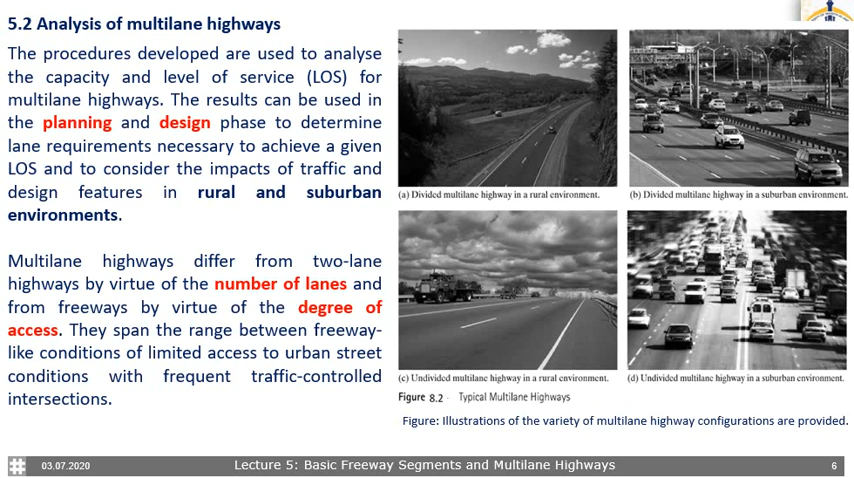 5.2 Analysis of multilane highways
The procedures developed are used to analyse
the capacity and level of service (LOS) for
multilane highways. The results can be used in
the planning and design phase to determine
lane requirements necessary to achieve a given
LOS and to consider the impacts of traffic and
design features in rural and suburban
environments.
Multilane highways differ from two-lane
highways by virtue of the number of lanes and
from freeways by virtue of the degree of
access. They span the range between freeway-
like conditions of limited access to urban street
conditions with frequent traffic-controlled
intersections.
(a) Divided multilane highway in a rural environment.
(b) Divided multilane highway in a suburban environment.
(c) Undivided multilane highway in a rural environment.
(d) Undivided multilane highway in a suburban environment.
Figure 8.2 Typical Multilane Highways
Figure: Illustrations of the variety of multilane highway configurations are provided.
03.07.2020 Lecture 5: Basic Freeway Segments and Multilane Highways 6